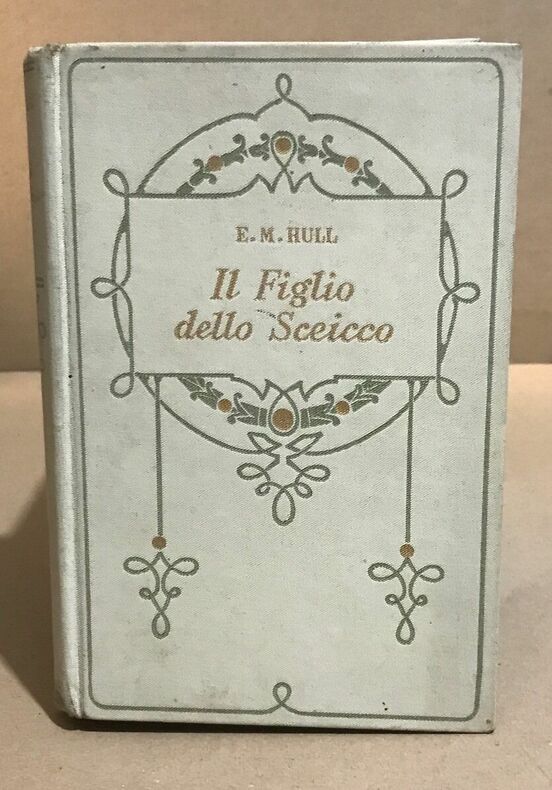 E. M. HULL
Il Figlio
dello Sceicco